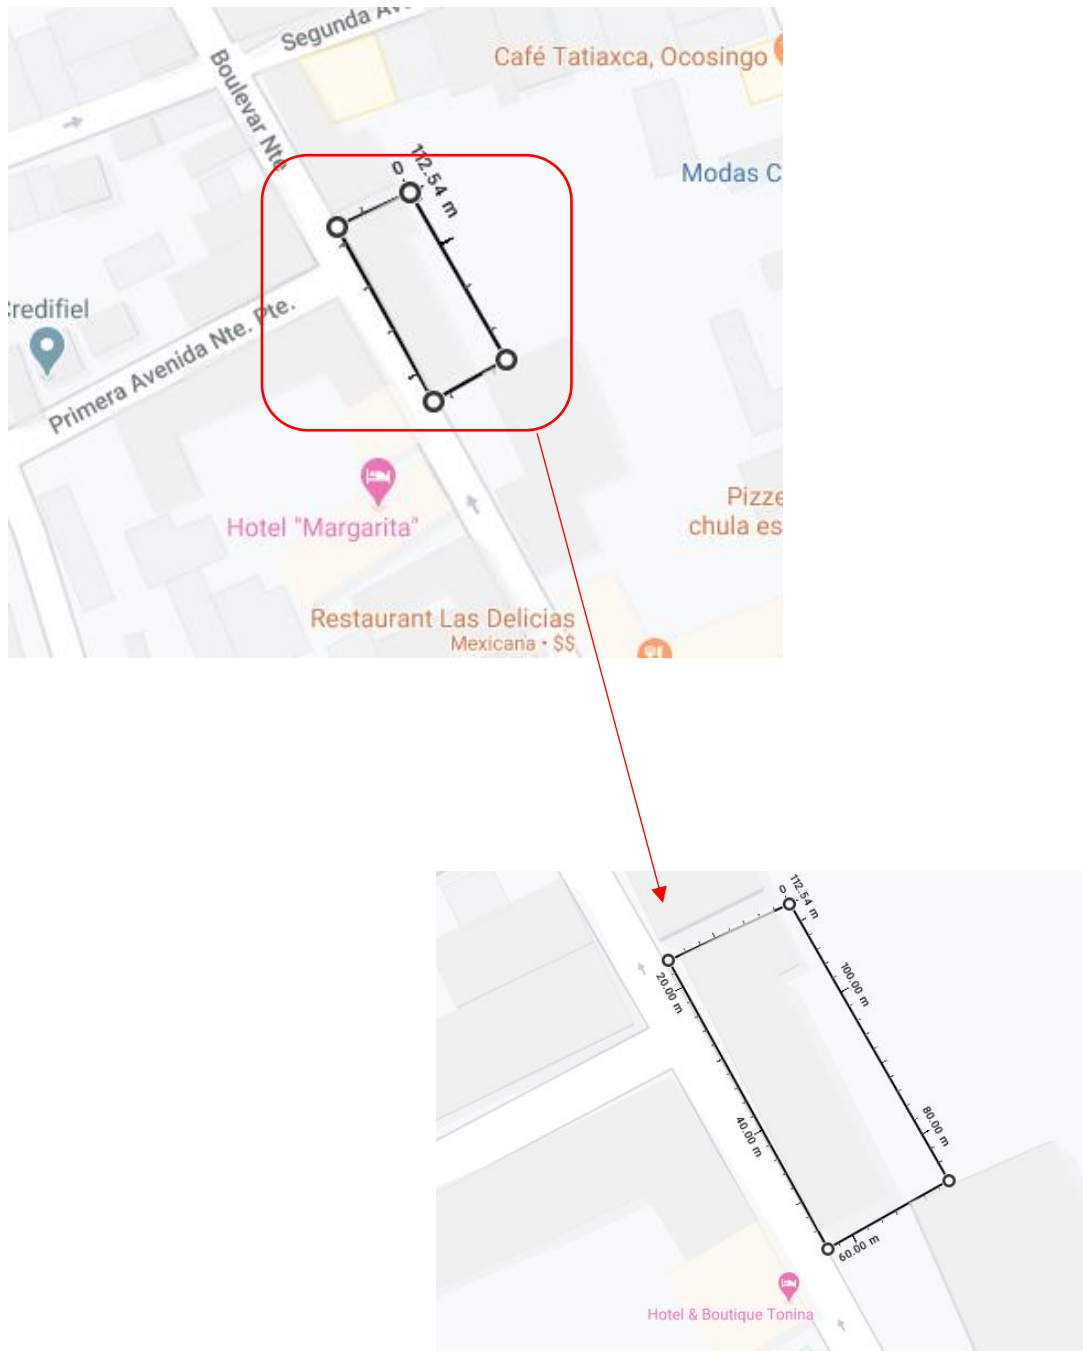 Segunda Av
Café Tatiaxca, Ocosingo
Boulevar Nte
Modas C
0
112.54 m
redifiel
Primera Avenida Nte. Pte.
Hotel "Margarita"
Pizze
chula es
Restaurant Las Delicias
Mexicana • $$
0
112.54 m
20.00 m
100.00 m
40.00 m
80.00 m
60.00 m
Hotel & Boutique Tonina